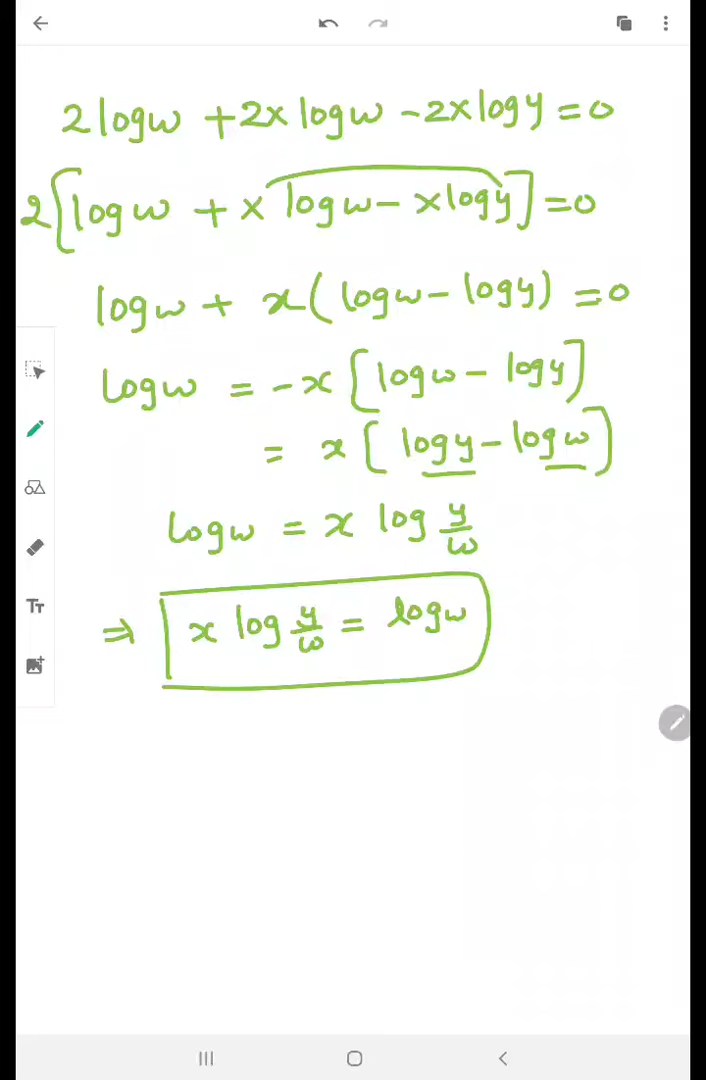 2logw + 2x logw - 2x logy = 0
2[logw + x logw - x logy] = 0
logw + x(logw - logy) = 0
logw = -x [logw - logy]
= x [logy - logw]
logw = x log y/w
⇒ x log y/w = logw
Tт